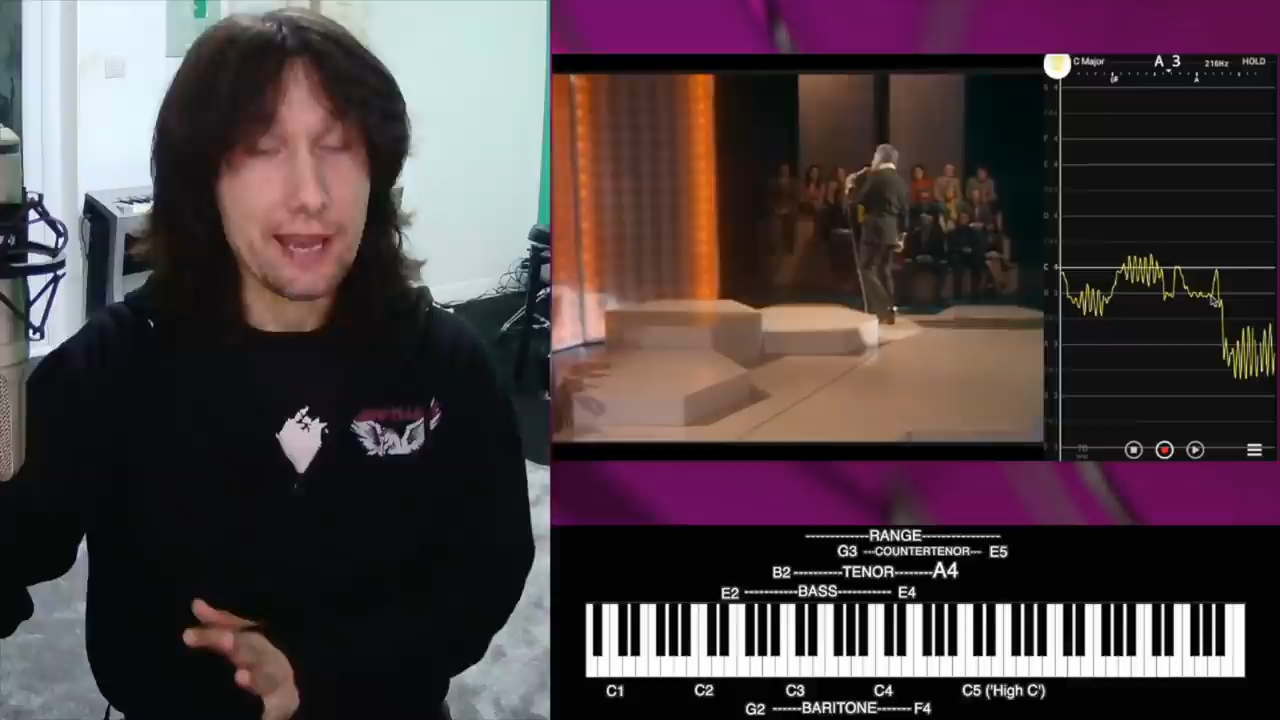 C Major A 3 216Hz HOLD
G# A
C 4
------------RANGE---------------
G3 ---COUNTERTENOR--- E5
B2----------TENOR-------A4
E2 -----------BASS----------- E4
C1 C2 C3 C4 C5 ('High C')
G2 ------BARITONE------- F4